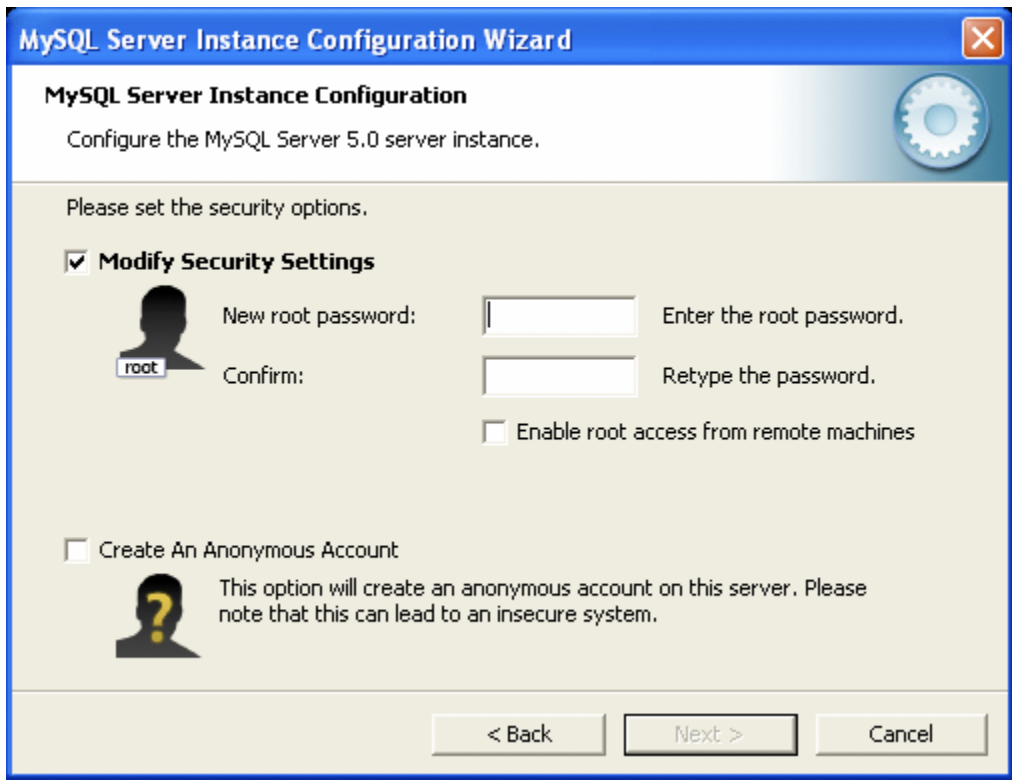 MySQL Server Instance Configuration Wizard
MySQL Server Instance Configuration
Configure the MySQL Server 5.0 server instance.
Please set the security options.
Modify Security Settings
New root password: Enter the root password.
root
Confirm: Retype the password.
Enable root access from remote machines
Create An Anonymous Account
?
This option will create an anonymous account on this server. Please
note that this can lead to an insecure system.
< Back Next > Cancel